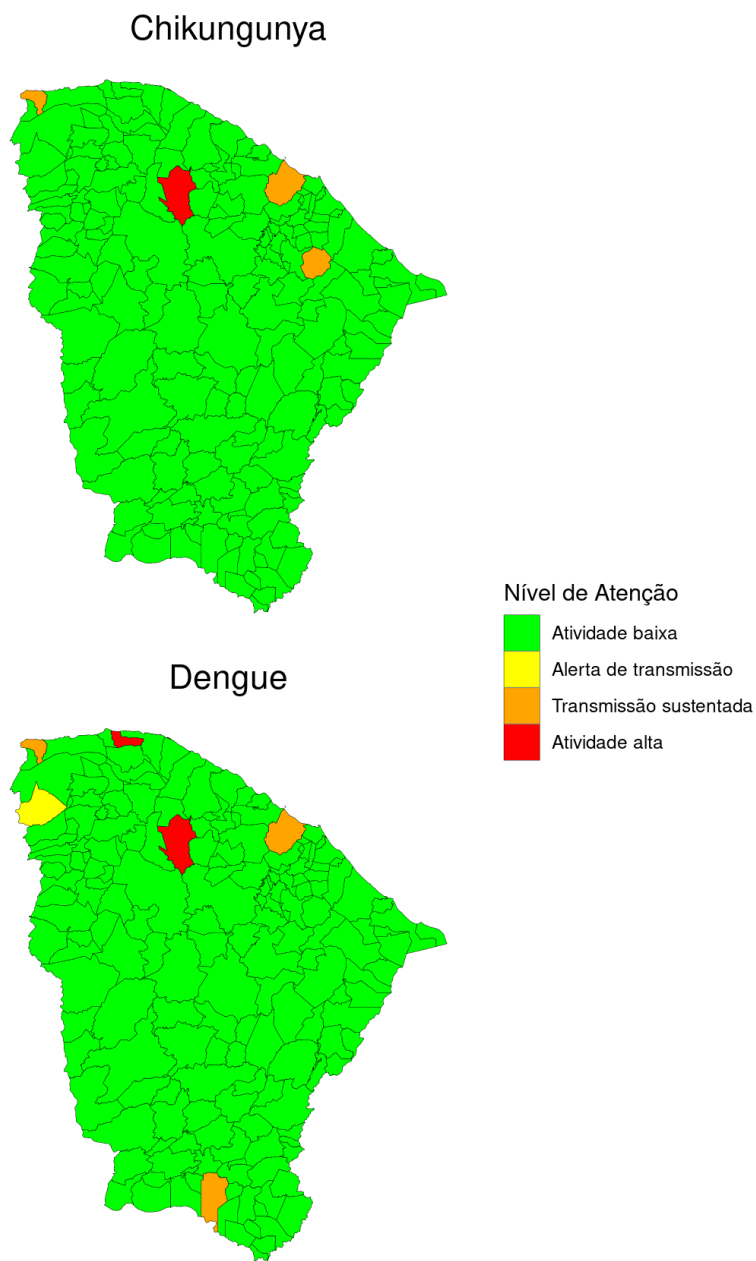 Chikungunya
Nível de Atenção
Atividade baixa
Alerta de transmissão
Transmissão sustentada
Atividade alta
Dengue